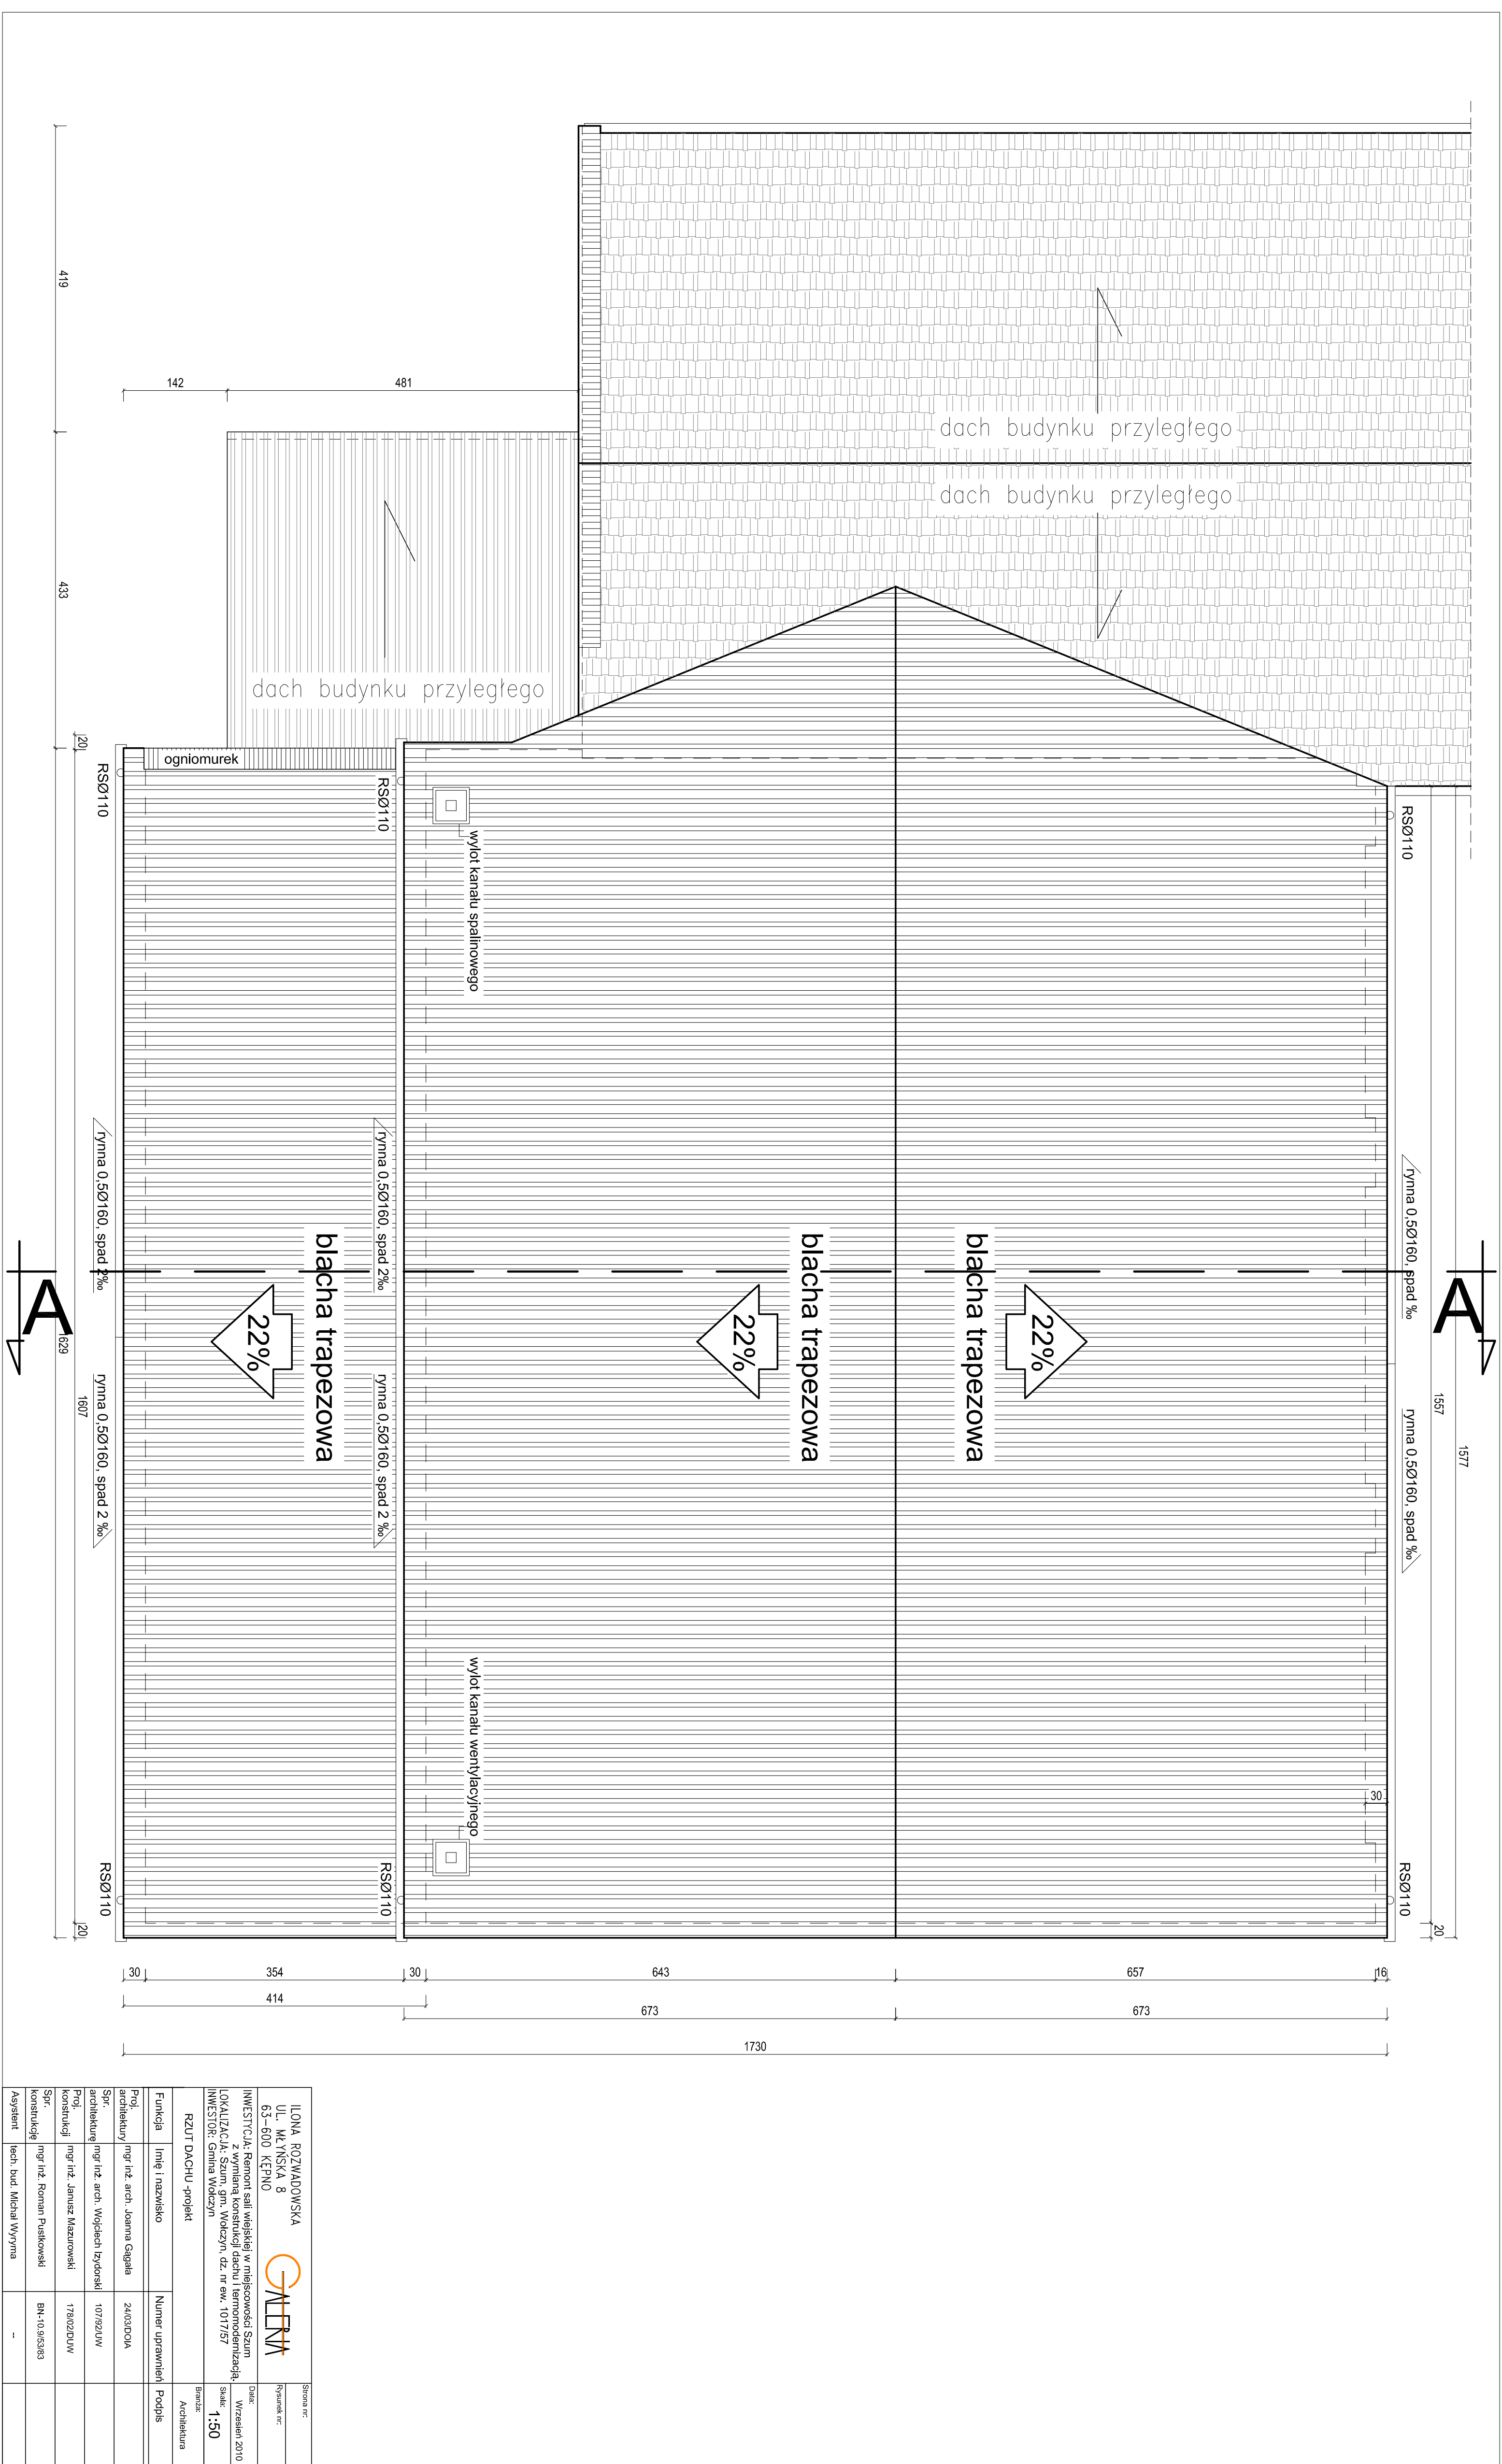 dach budynku przyległego
dach budynku przyległego
dach budynku przyległego
ogniomurek
419
433
142
481
20
1629
1607
20
1557
1577
20
30
RSØ110
RSØ110
RSØ110
wylot kanału spalinowego
rynna 0,5Ø160, spad 2‰
rynna 0,5Ø160, spad 2‰
rynna 0,5Ø160, spad ‰
blacha trapezowa
blacha trapezowa
blacha trapezowa
A
22%
22%
22%
A
rynna 0,5Ø160, spad 2 ‰
rynna 0,5Ø160, spad 2 ‰
rynna 0,5Ø160, spad ‰
wylot kanału wentylacyjnego
RSØ110
RSØ110
RSØ110
30
354
30
643
657
16
414
673
673
1730
ILONA ROZWADOWSKA
UL. MŁYŃSKA 8
63-600 KĘPNO
GALERIA
Strona nr:
Rysunek nr:
INWESTYCJA: Remont sali wiejskiej w miejscowości Szum
z wymianą konstrukcji dachu i termomodernizacją.
LOKALIZACJA: Szum, gm. Wołczyn, dz. nr ew. 1017/57
INWESTOR: Gmina Wołczyn
Data:
Wrzesień 2010
Skala: 1:50
RZUT DACHU -projekt
Branża:
Architektura
Funkcja Imię i nazwisko Numer uprawnień Podpis
Proj. architektury mgr inż. arch. Joanna Gągała 24/03/DOIA
Spr. architekturę mgr inż. arch. Wojciech Izydorski 107/92/UW
Proj. konstrukcji mgr inż. Janusz Mazurowski 178/02/DUW
Spr. konstrukcję mgr inż. Roman Pustkowski BN-10.9/53/83
Asystent tech. bud. Michał Wyryma --